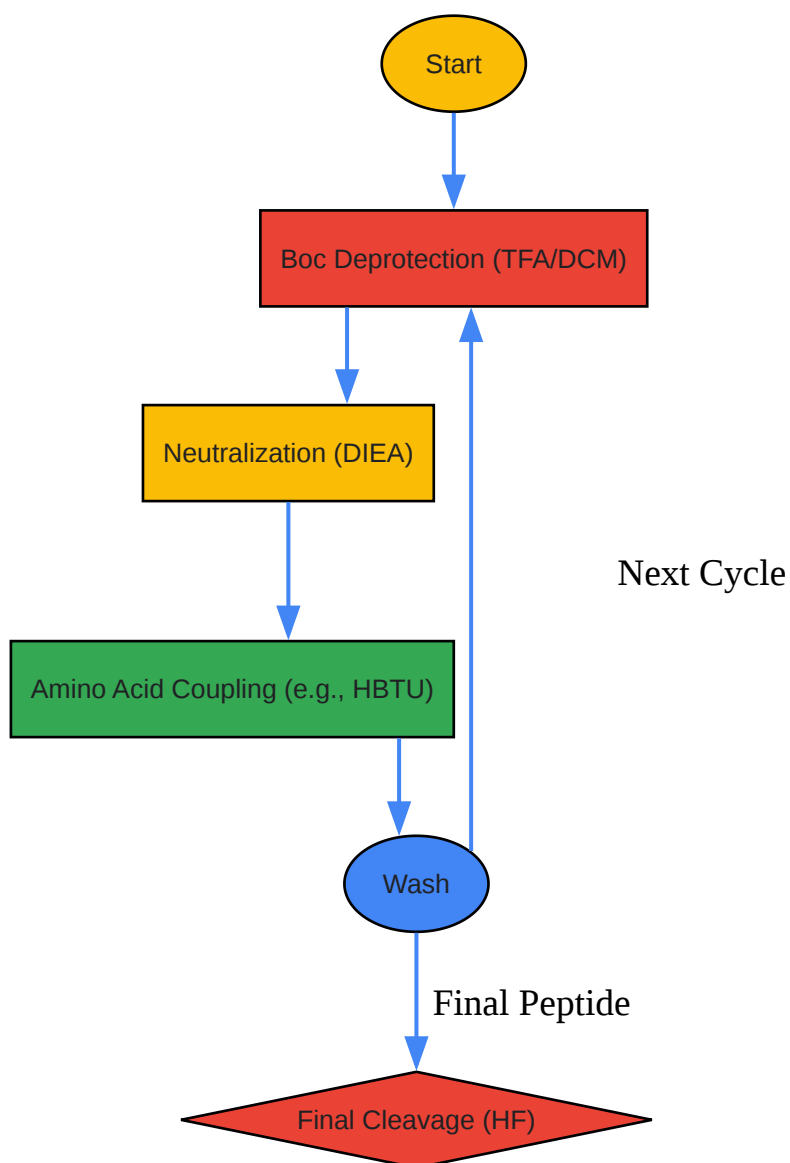 Start
Boc Deprotection (TFA/DCM)
Neutralization (DIEA)
Next Cycle
Amino Acid Coupling (e.g., HBTU)
Wash
Final Peptide
Final Cleavage (HF)